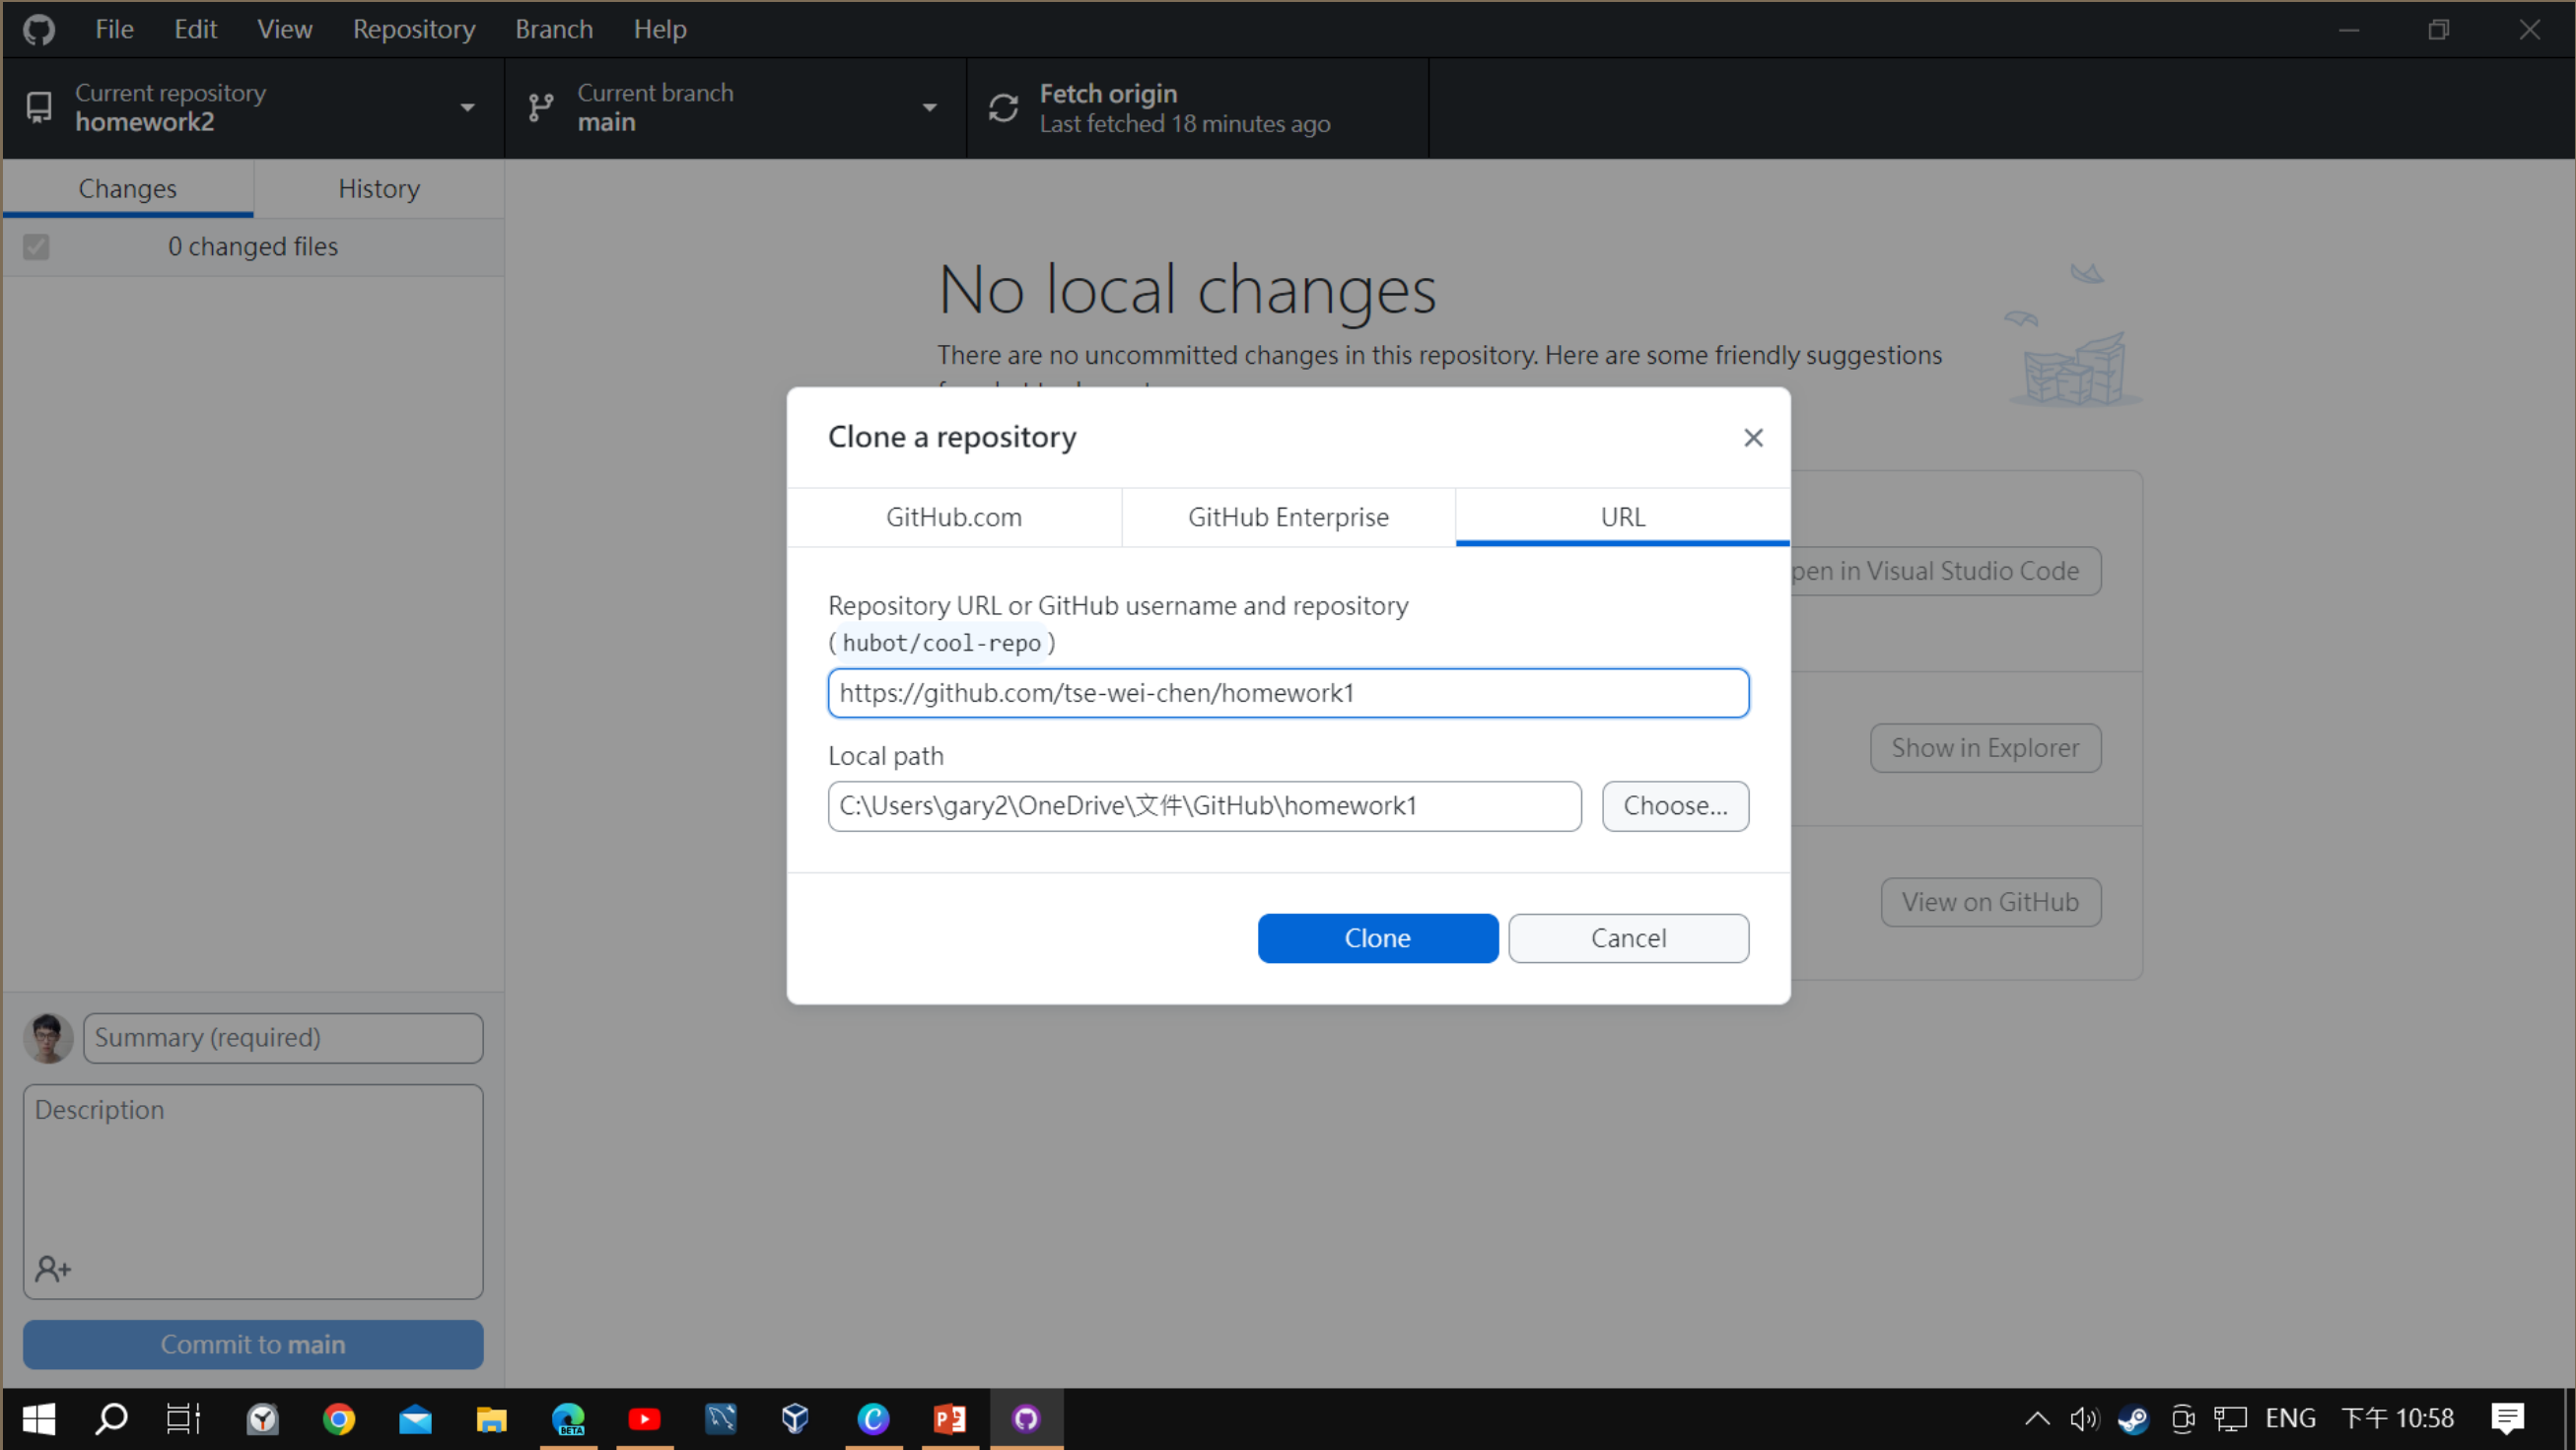 File Edit View Repository Branch Help
Current repository
homework2
Current branch
main
Fetch origin
Last fetched 18 minutes ago
Changes History
0 changed files
No local changes
There are no uncommitted changes in this repository. Here are some friendly suggestions
Clone a repository
GitHub.com GitHub Enterprise URL
pen in Visual Studio Code
Repository URL or GitHub username and repository
(hubot/cool-repo)
https://github.com/tse-wei-chen/homework1
Show in Explorer
Local path
C:\Users\gary2\OneDrive\文件\GitHub\homework1 Choose...
View on GitHub
Clone Cancel
Summary (required)
Description
Commit to main
BETA
ENG 下午 10:58